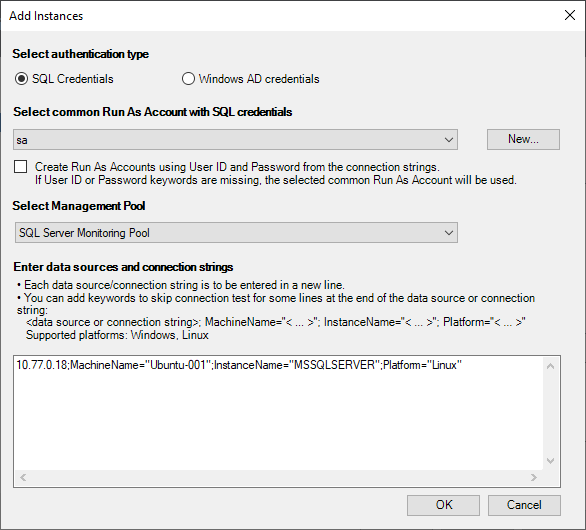 Add Instances
Select authentication type
SQL Credentials
Windows AD credentials
Select common Run As Account with SQL credentials
sa
New...
Create Run As Accounts using User ID and Password from the connection strings.
If User ID or Password keywords are missing, the selected common Run As Account will be used.
Select Management Pool
SQL Server Monitoring Pool
Enter data sources and connection strings
• Each data source/connection string is to be entered in a new line.
• You can add keywords to skip connection test for some lines at the end of the data source or connection
string:
<data source or connection string>; MachineName="< ... >"; InstanceName="< ... >"; Platform="< ... >"
Supported platforms: Windows, Linux
10.77.0.18;MachineName="Ubuntu-001";InstanceName="MSSQLSERVER";Platform="Linux"
OK
Cancel